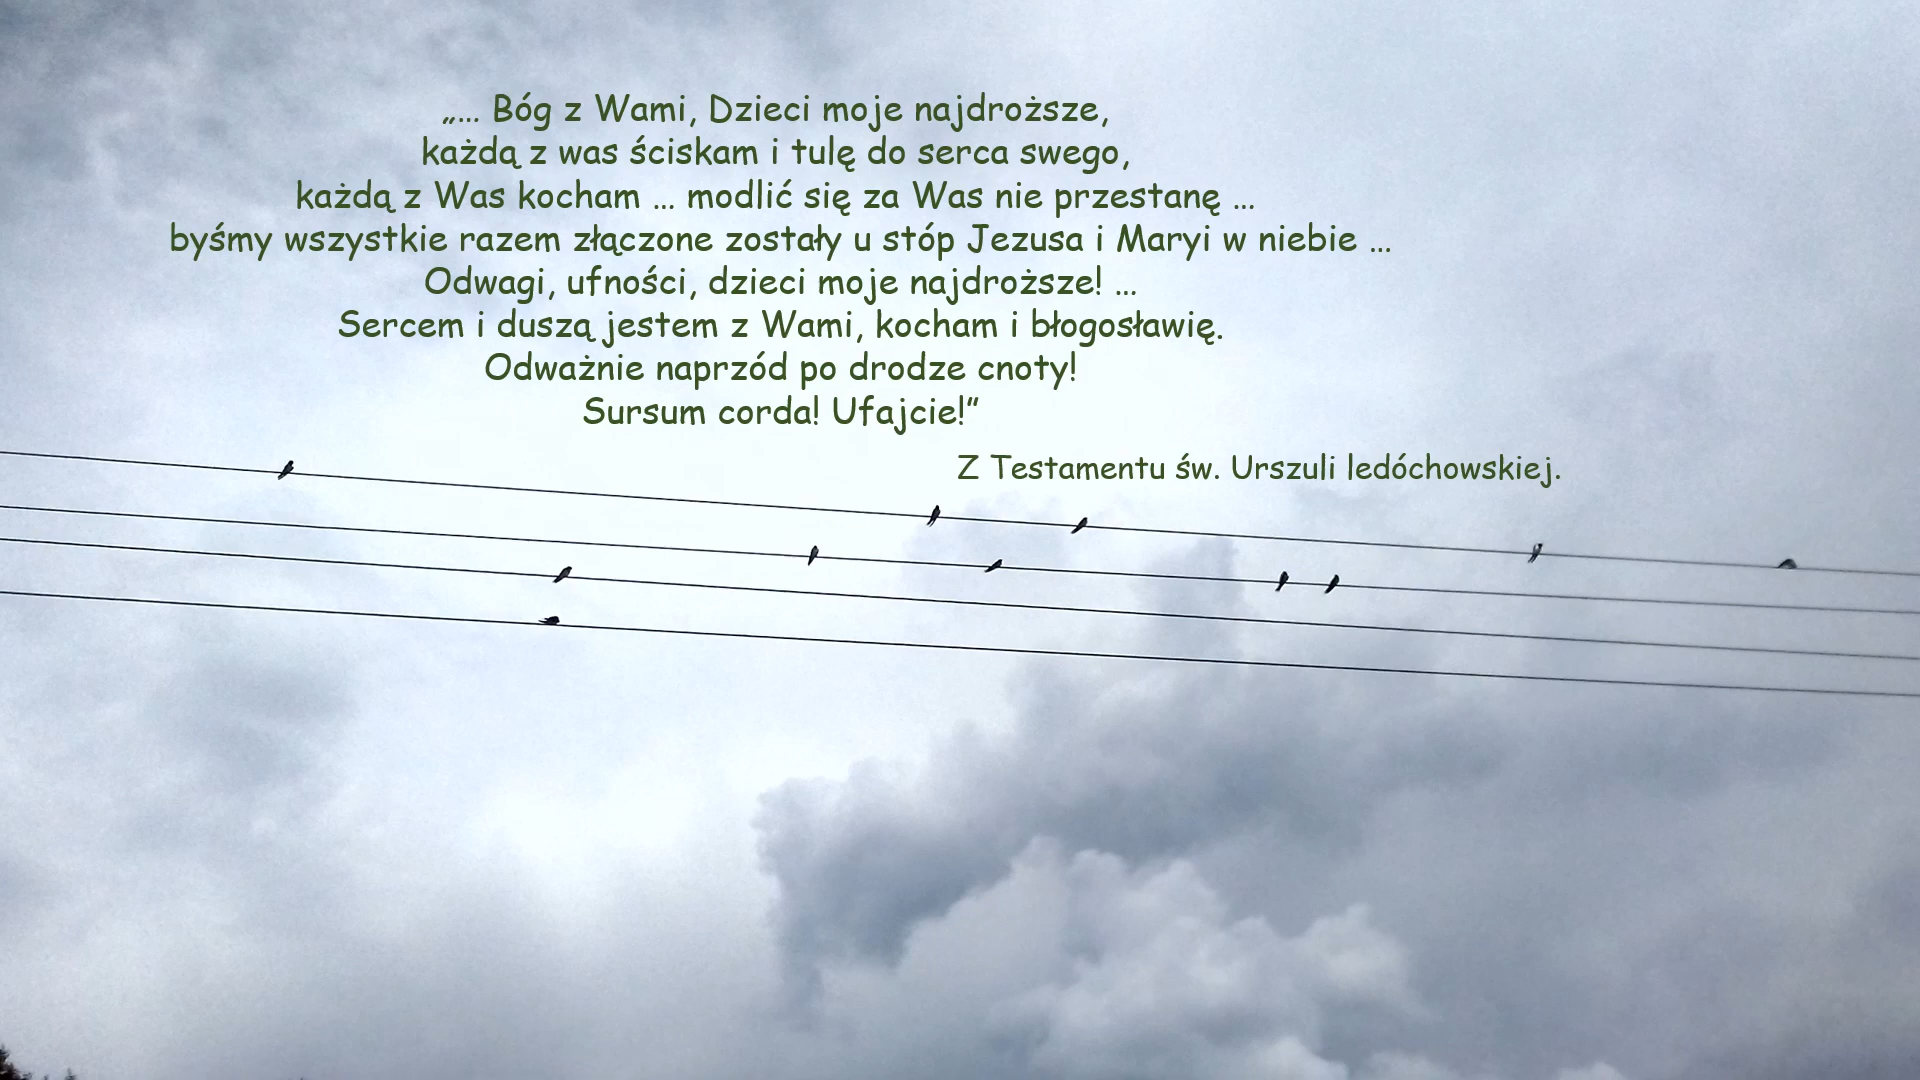 „... Bóg z Wami, Dzieci moje najdroższe,
każdą z was ściskam i tulę do serca swego,
każdą z Was kocham ... modlić się za Was nie przestanę ...
byśmy wszystkie razem złączone zostały u stóp Jezusa i Maryi w niebie ...
Odwagi, ufności, dzieci moje najdroższe! ...
Sercem i duszą jestem z Wami, kocham i błogosławię.
Odważnie naprzód po drodze cnoty!
Sursum corda! Ufajcie!”
Z Testamentu św. Urszuli ledóchowskiej.